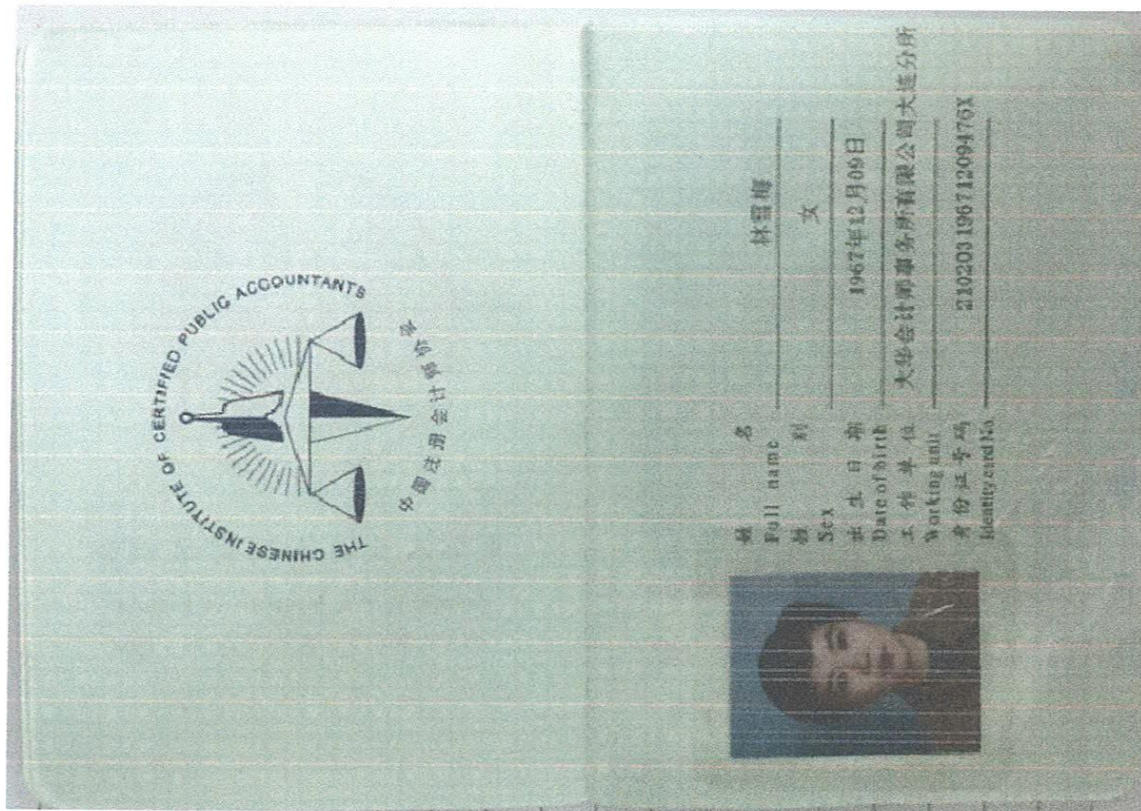 THE CHINESE INSTITUTE OF CERTIFIED PUBLIC ACCOUNTANTS
中国注册会计师协会
姓 名 林雪梅
Full name
性 别 女
Sex
出 生 日 期 1967年12月09日
Date of birth
工 作 单 位 大华会计师事务所有限公司大连分所
Working unit
身份证号码 21020319671209476X
Identity card No.